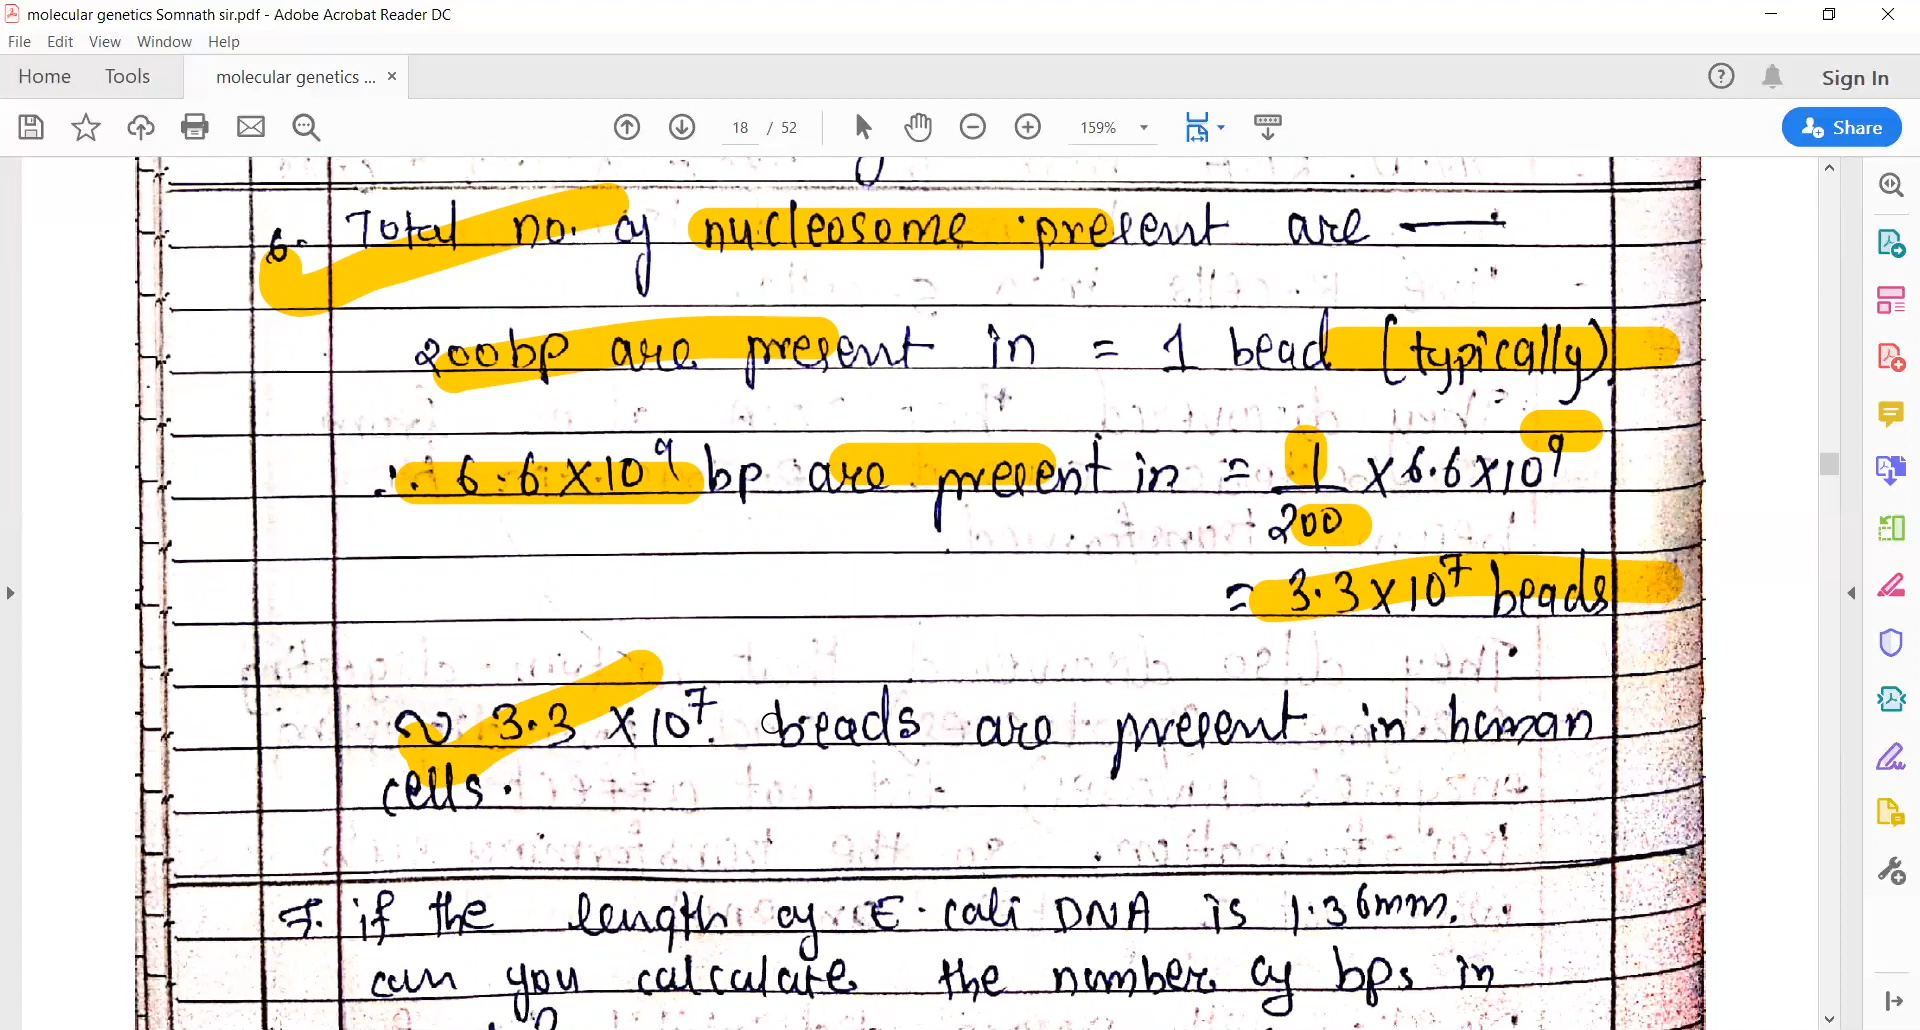 molecular genetics Somnath sir.pdf - Adobe Acrobat Reader DC
File Edit View Window Help
Home Tools molecular genetics ... × Sign In
18 / 52 159% Share
6. Total no. of nucleosome present are —
200bp are present in = 1 bead (typically)
∴ 6.6 × 10⁹ bp are present in = 1/200 × 6.6 × 10⁹
= 3.3 × 10⁷ beads
∾ 3.3 × 10⁷ beads are present in human
cells.
7. if the length of E. coli DNA is 1.36mm.
can you calculate the number of bps in